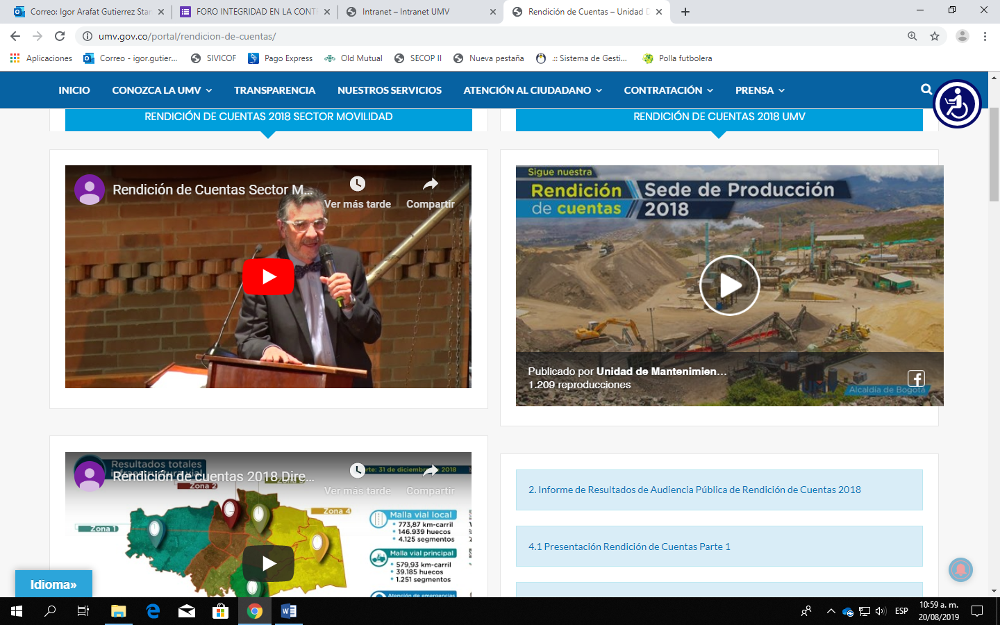 Correo: Igor Arafat Gutierrez Stan
FORO INTEGRIDAD EN LA CONT
Intranet – Intranet UMV
Rendición de Cuentas – Unidad D
umv.gov.co/portal/rendicion-de-cuentas/
Aplicaciones
Correo - igor.gutier...
SIVICOF
Pago Express
Old Mutual
SECOP II
Nueva pestaña
.:: Sistema de Gesti...
Polla futbolera
INICIO
CONOZCA LA UMV
TRANSPARENCIA
NUESTROS SERVICIOS
ATENCIÓN AL CIUDADANO
CONTRATACIÓN
PRENSA
RENDICIÓN DE CUENTAS 2018 SECTOR MOVILIDAD
RENDICIÓN DE CUENTAS 2018 UMV
Rendición de Cuentas Sector M...
Ver más tarde
Compartir
Sigue nuestra
Rendición
de cuentas
Sede de Producción
2018
Publicado por Unidad de Mantenimien...
1.209 reproducciones
Alcaldía de Bogotá
Resultados totales
infraestructura vial
Rendición de cuentas 2018 Dire...
Ver más tarde
Compartir
rte: 31 de diciembre 2018
Zona 2
Zona 4
Zona 1
Malla vial local
• 773,87 km-carril
• 146.939 huecos
• 4.125 segmentos
Malla vial principal
• 579,93 km-carril
• 39.185 huecos
• 1.251 segmentos
Atención de emergencias
2. Informe de Resultados de Audiencia Pública de Rendición de Cuentas 2018
4.1 Presentación Rendición de Cuentas Parte 1
Idioma»
ESP
10:59 a. m.
20/08/2019